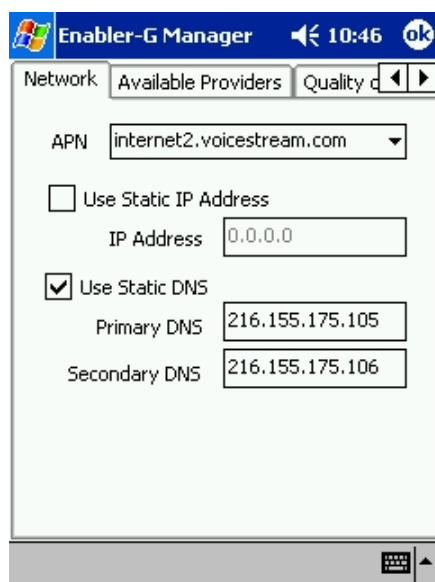 Enabler-G Manager 10:46 ok
Network Available Providers Quality
APN internet2.voicestream.com
Use Static IP Address
IP Address 0.0.0.0
Use Static DNS
Primary DNS 216.155.175.105
Secondary DNS 216.155.175.106